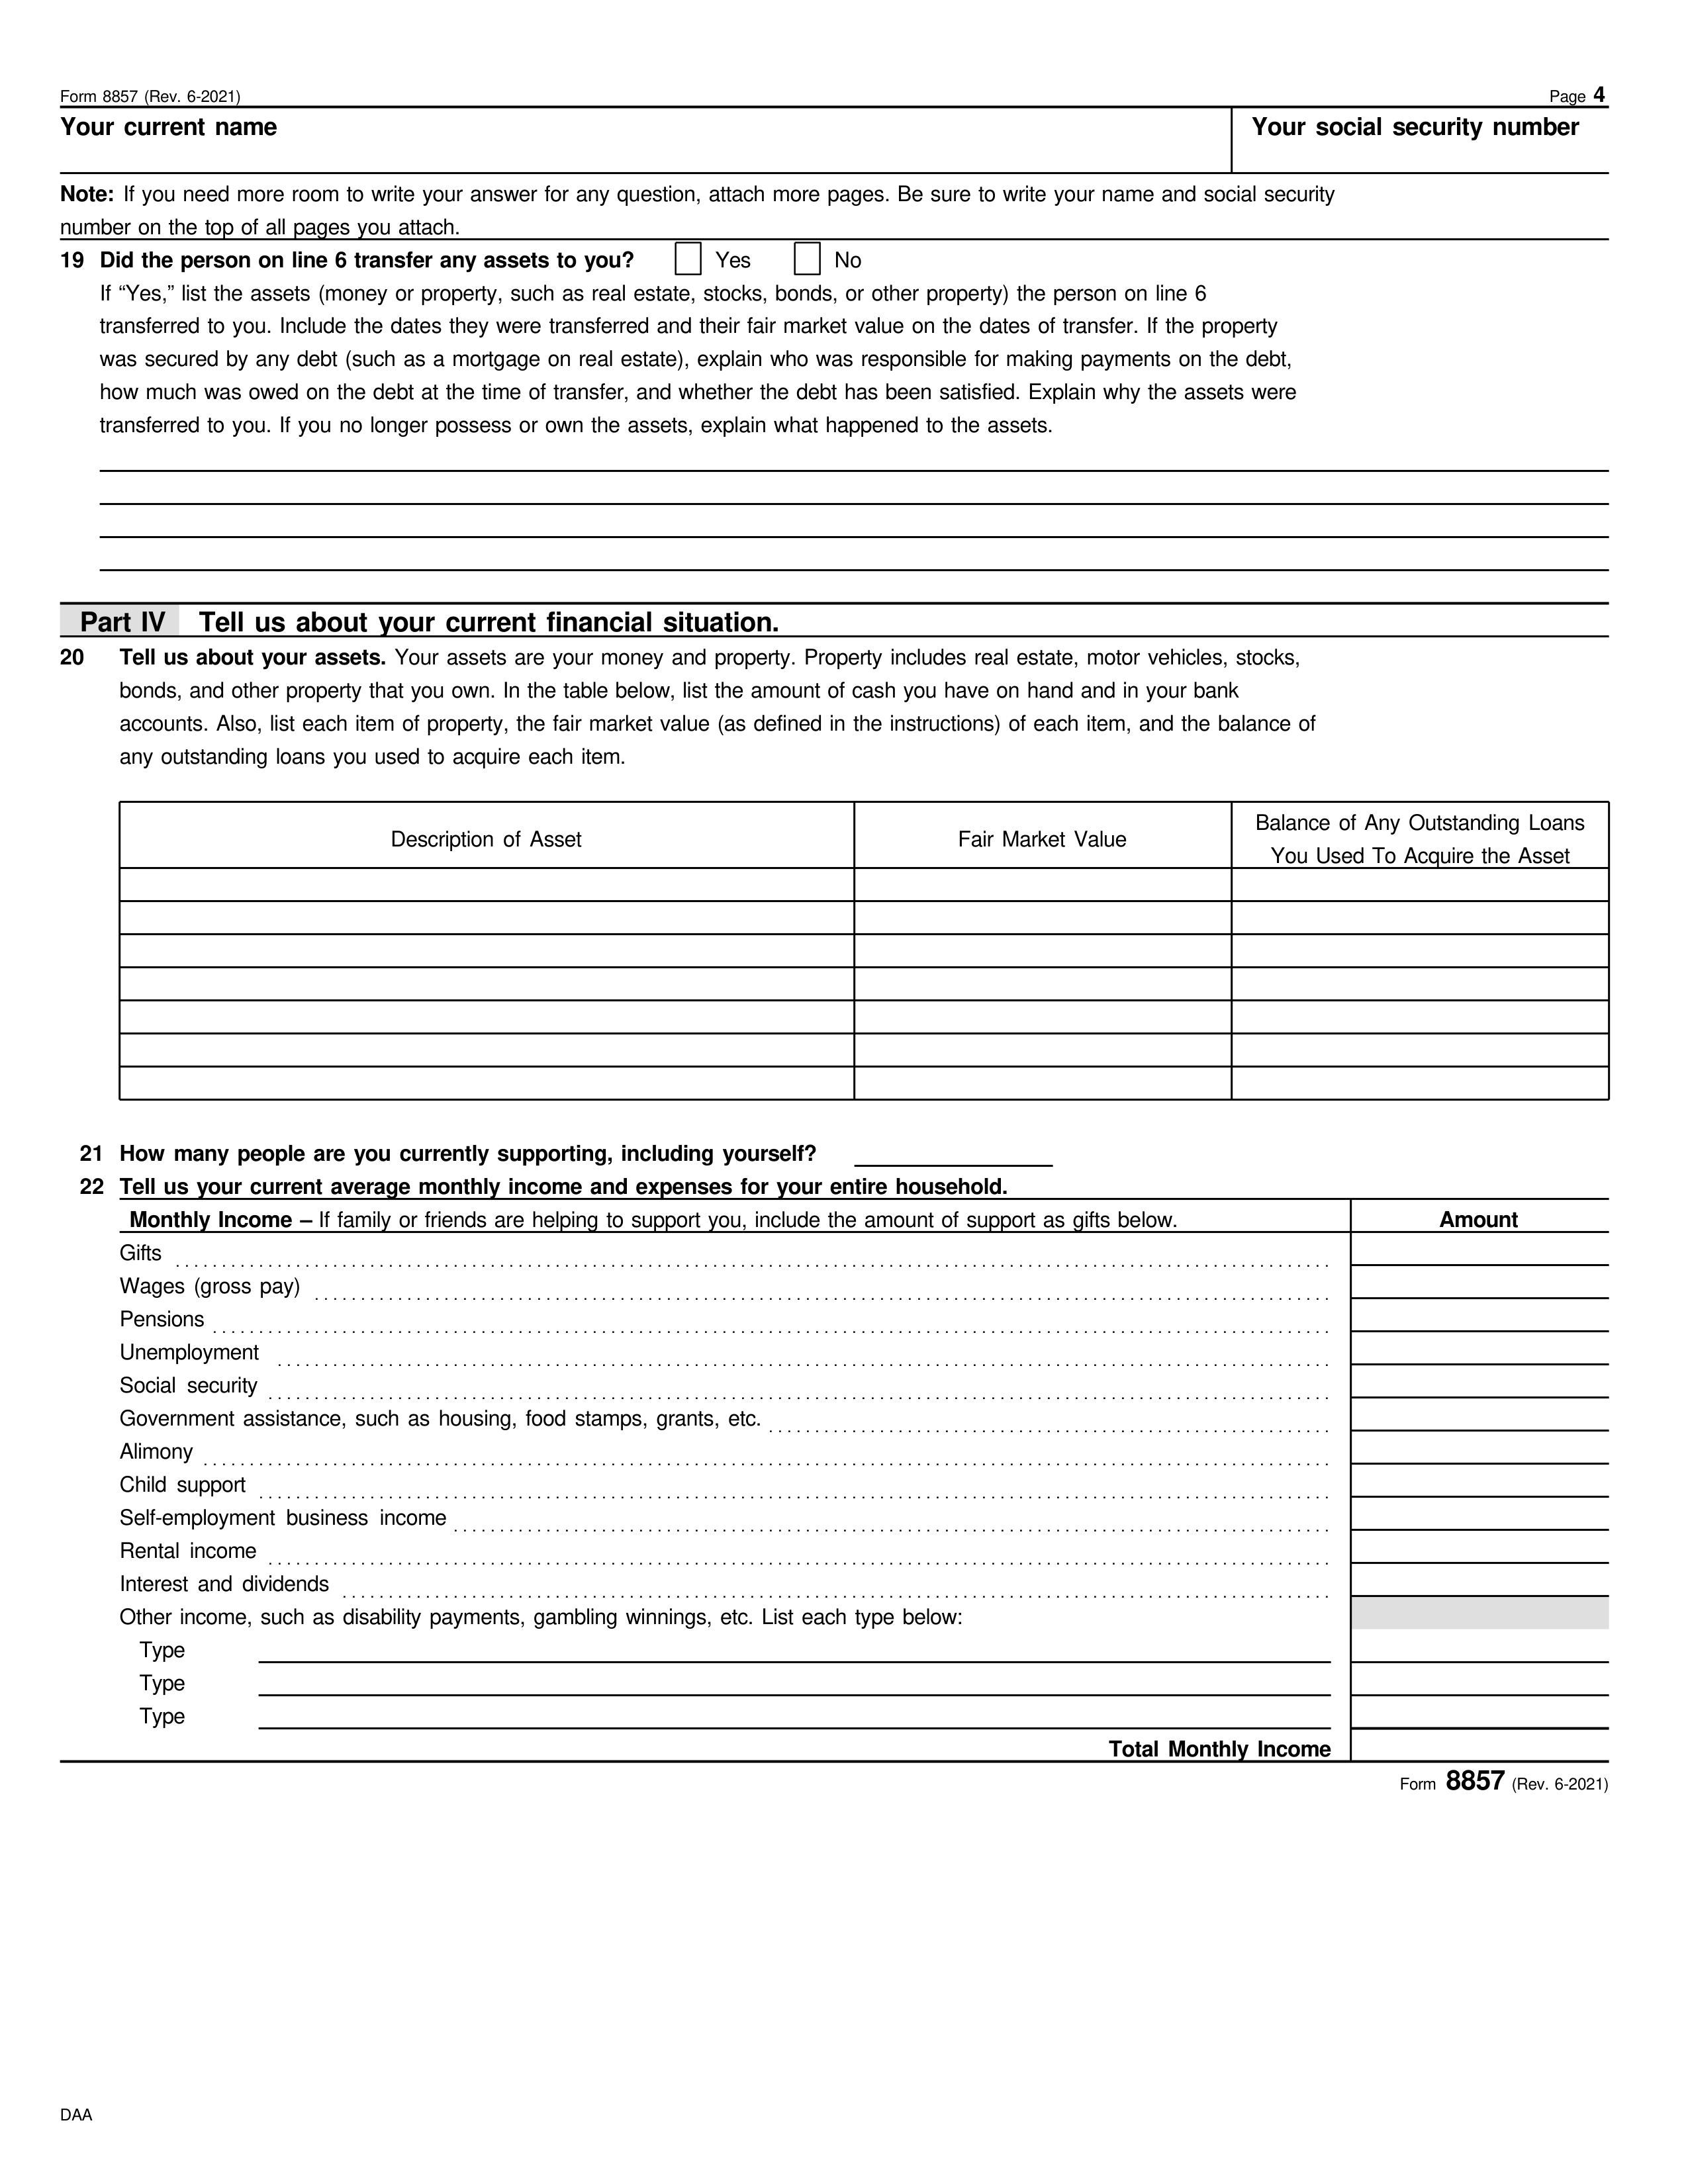 Form 8857 (Rev. 6-2021) Page 4
Your current name Your social security number
Note: If you need more room to write your answer for any question, attach more pages. Be sure to write your name and social security
number on the top of all pages you attach.
19 Did the person on line 6 transfer any assets to you? Yes No
If “Yes,” list the assets (money or property, such as real estate, stocks, bonds, or other property) the person on line 6
transferred to you. Include the dates they were transferred and their fair market value on the dates of transfer. If the property
was secured by any debt (such as a mortgage on real estate), explain who was responsible for making payments on the debt,
how much was owed on the debt at the time of transfer, and whether the debt has been satisfied. Explain why the assets were
transferred to you. If you no longer possess or own the assets, explain what happened to the assets.
Part IV Tell us about your current financial situation.
20 Tell us about your assets. Your assets are your money and property. Property includes real estate, motor vehicles, stocks,
bonds, and other property that you own. In the table below, list the amount of cash you have on hand and in your bank
accounts. Also, list each item of property, the fair market value (as defined in the instructions) of each item, and the balance of
any outstanding loans you used to acquire each item.
Description of Asset Fair Market Value Balance of Any Outstanding Loans
You Used To Acquire the Asset
21 How many people are you currently supporting, including yourself?
22 Tell us your current average monthly income and expenses for your entire household.
Monthly Income – If family or friends are helping to support you, include the amount of support as gifts below. Amount
Gifts
Wages (gross pay)
Pensions
Unemployment
Social security
Government assistance, such as housing, food stamps, grants, etc.
Alimony
Child support
Self-employment business income
Rental income
Interest and dividends
Other income, such as disability payments, gambling winnings, etc. List each type below:
Type
Type
Type
Total Monthly Income
Form 8857 (Rev. 6-2021)
DAA